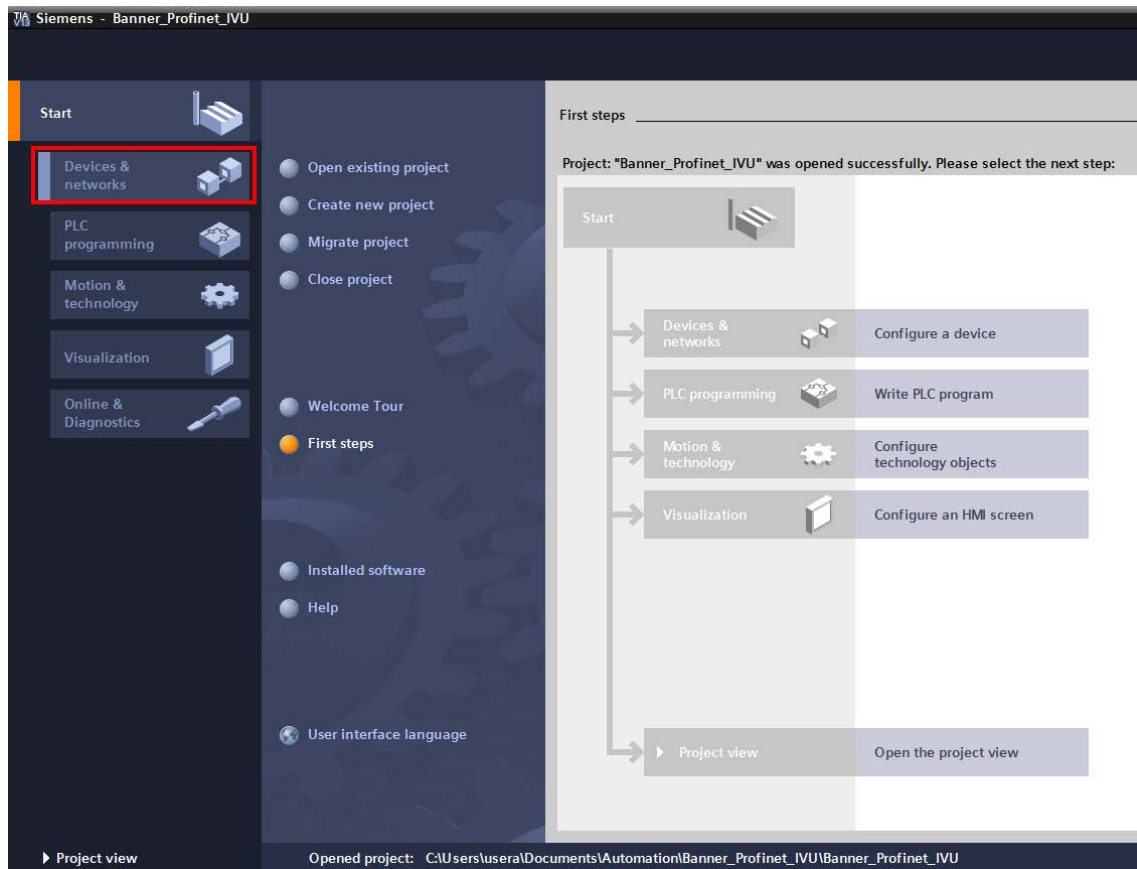 TIA V13 Siemens - Banner_Profinet_IVU
Start
Devices &
networks
PLC
programming
Motion &
technology
Visualization
Online &
Diagnostics
Project view
Open existing project
Create new project
Migrate project
Close project
Welcome Tour
First steps
Installed software
Help
User interface language
First steps
Project: "Banner_Profinet_IVU" was opened successfully. Please select the next step:
Start
Devices &
networks
Configure a device
PLC programming
Write PLC program
Motion &
technology
Configure
technology objects
Visualization
Configure an HMI screen
Project view
Open the project view
Opened project: C:\Users\usera\Documents\Automation\Banner_Profinet_IVU\Banner_Profinet_IVU